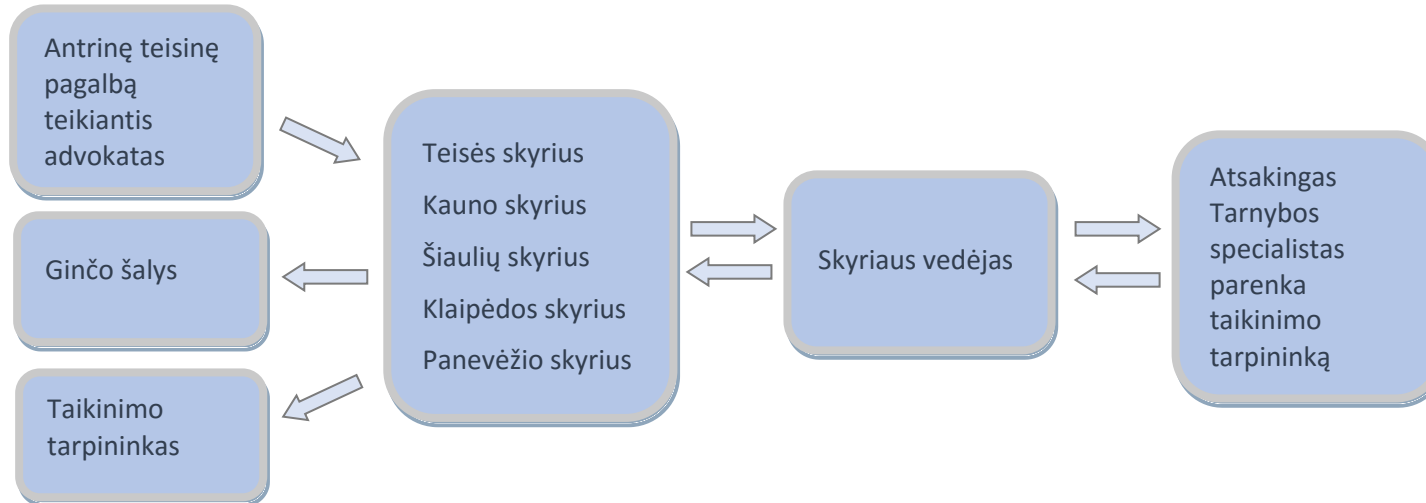 Antrinę teisinę
pagalbą
teikiantis
advokatas
Ginčo šalys
Taikinimo
tarpininkas
Teisės skyrius
Kauno skyrius
Šiaulių skyrius
Klaipėdos skyrius
Panevėžio skyrius
Skyriaus vedėjas
Atsakingas
Tarnybos
specialistas
parenka
taikinimo
tarpininką